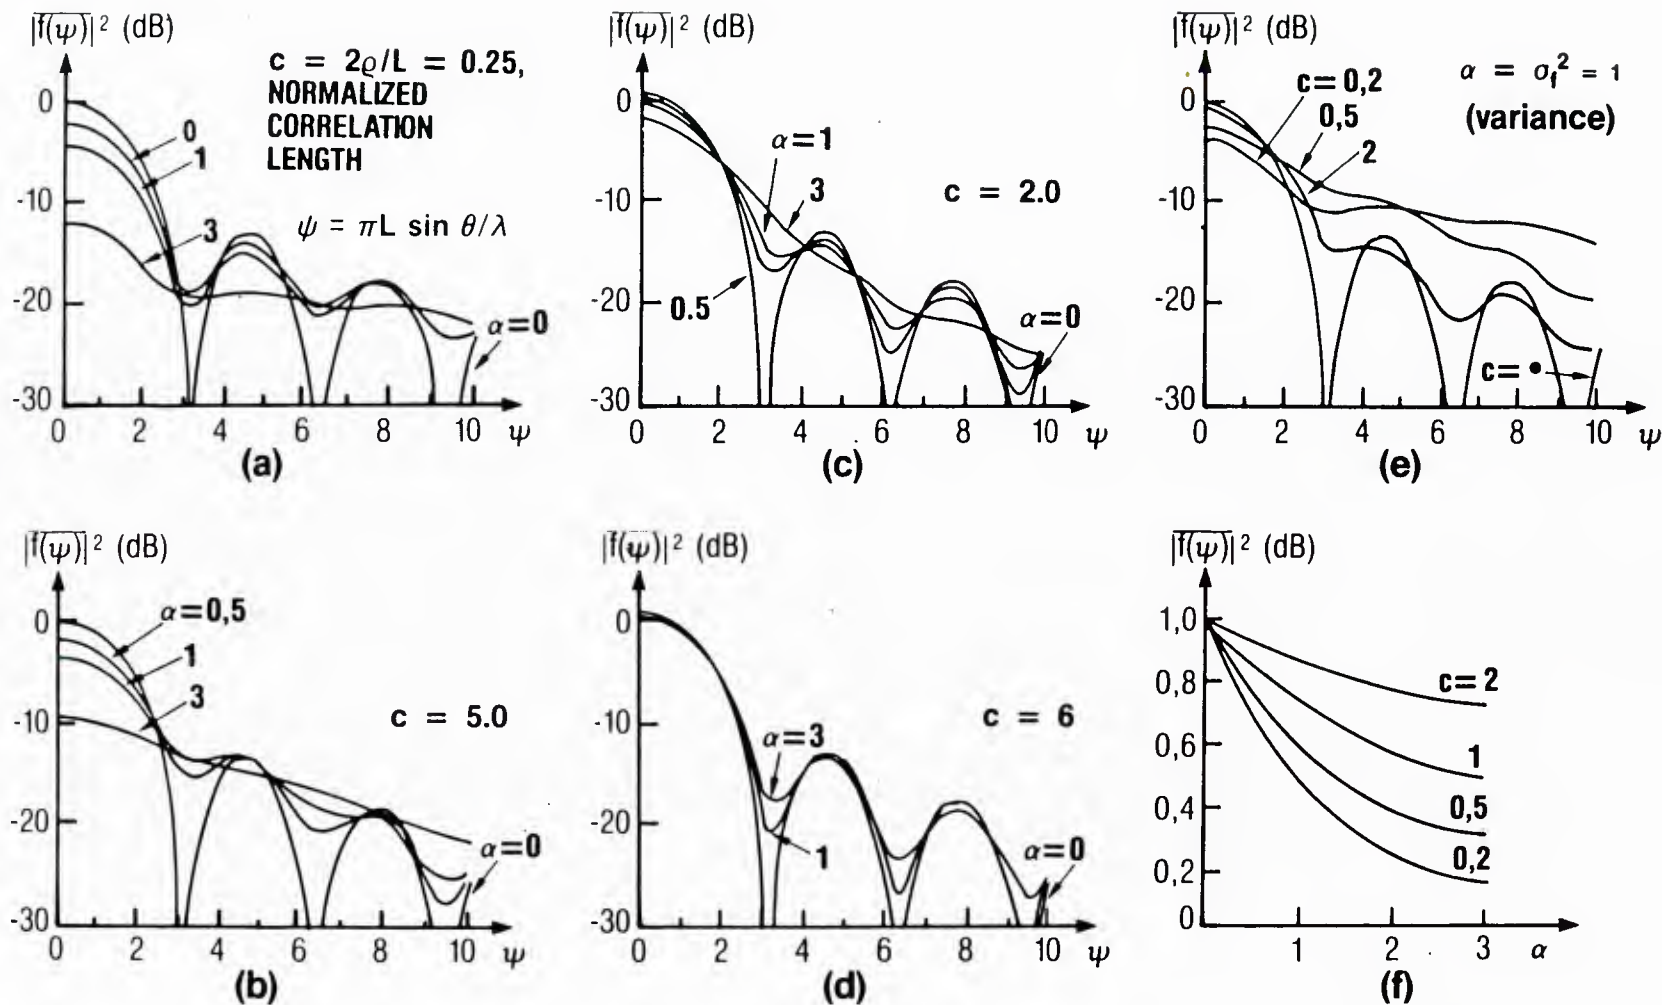 |f(ψ)|² (dB)
c = 2ϱ/L = 0.25,
NORMALIZED
CORRELATION
LENGTH
ψ = πL sin θ/λ
0
1
3
α=0
0
-10
-20
-30
0 2 4 6 8 10 ψ
(a)
|f(ψ)|² (dB)
α=1
3
c = 2.0
0.5
α=0
0
-10
-20
-30
0 2 4 6 8 10 ψ
(c)
|f(ψ)|² (dB)
α = σf² = 1
(variance)
c=0,2
0,5
2
c= •
0
-10
-20
-30
0 2 4 6 8 10 ψ
(e)
|f(ψ)|² (dB)
α=0,5
1
3
c = 5.0
α=0
0
-10
-20
-30
0 2 4 6 8 10 ψ
(b)
|f(ψ)|² (dB)
α=3
1
c = 6
α=0
0
-10
-20
-30
0 2 4 6 8 10 ψ
(d)
|f(ψ)|² (dB)
1,0
0,8
0,6
0,4
0,2
0
c=2
1
0,5
0,2
1 2 3 α
(f)